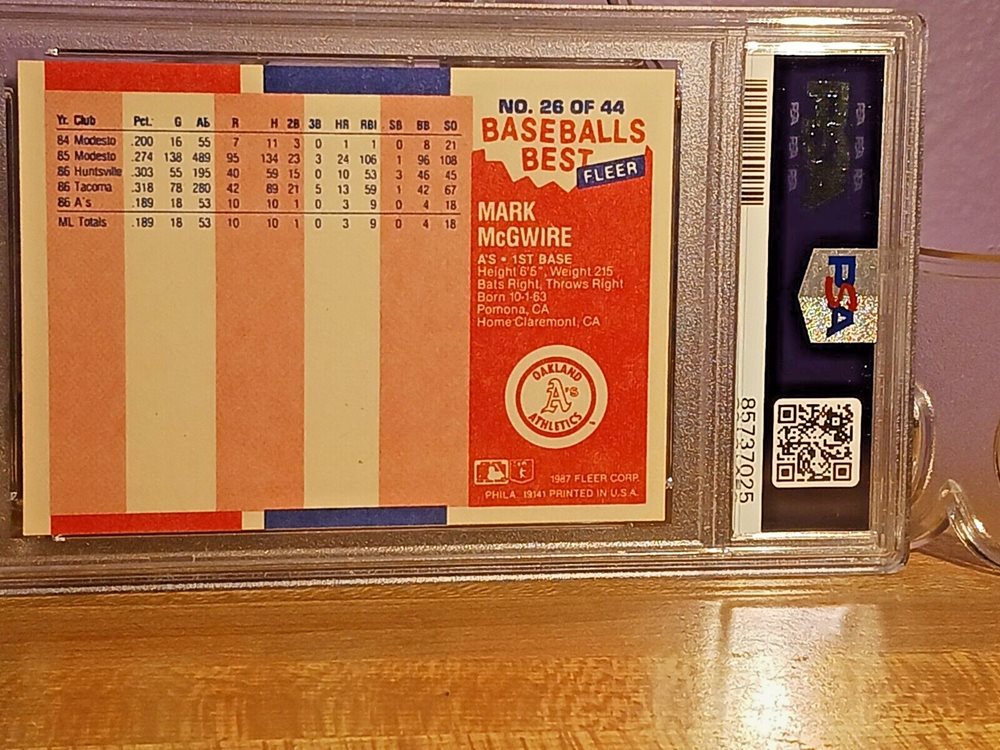 Yr. Club Pct. G AB R H 2B 3B HR RBI SB BB SO
84 Modesto .200 16 55 7 11 3 0 1 1 0 8 21
85 Modesto .274 138 489 95 134 23 3 24 106 1 96 108
86 Huntsville .303 55 195 40 59 15 0 10 53 3 46 45
86 Tacoma .318 78 280 42 89 21 5 13 59 1 42 67
86 A's .189 18 53 10 10 1 0 3 9 0 4 18
ML Totals .189 18 53 10 10 1 0 3 9 0 4 18
NO. 26 OF 44
BASEBALLS
BEST
FLEER
MARK
McGWIRE
A'S • 1ST BASE
Height 6'5", Weight 215
Bats Right, Throws Right
Born 10-1-63
Pomona, CA
Home Claremont, CA
OAKLAND
A's
ATHLETICS
1987 FLEER CORP.
PHILA. 19141 PRINTED IN U.S.A.
85737025
PSA